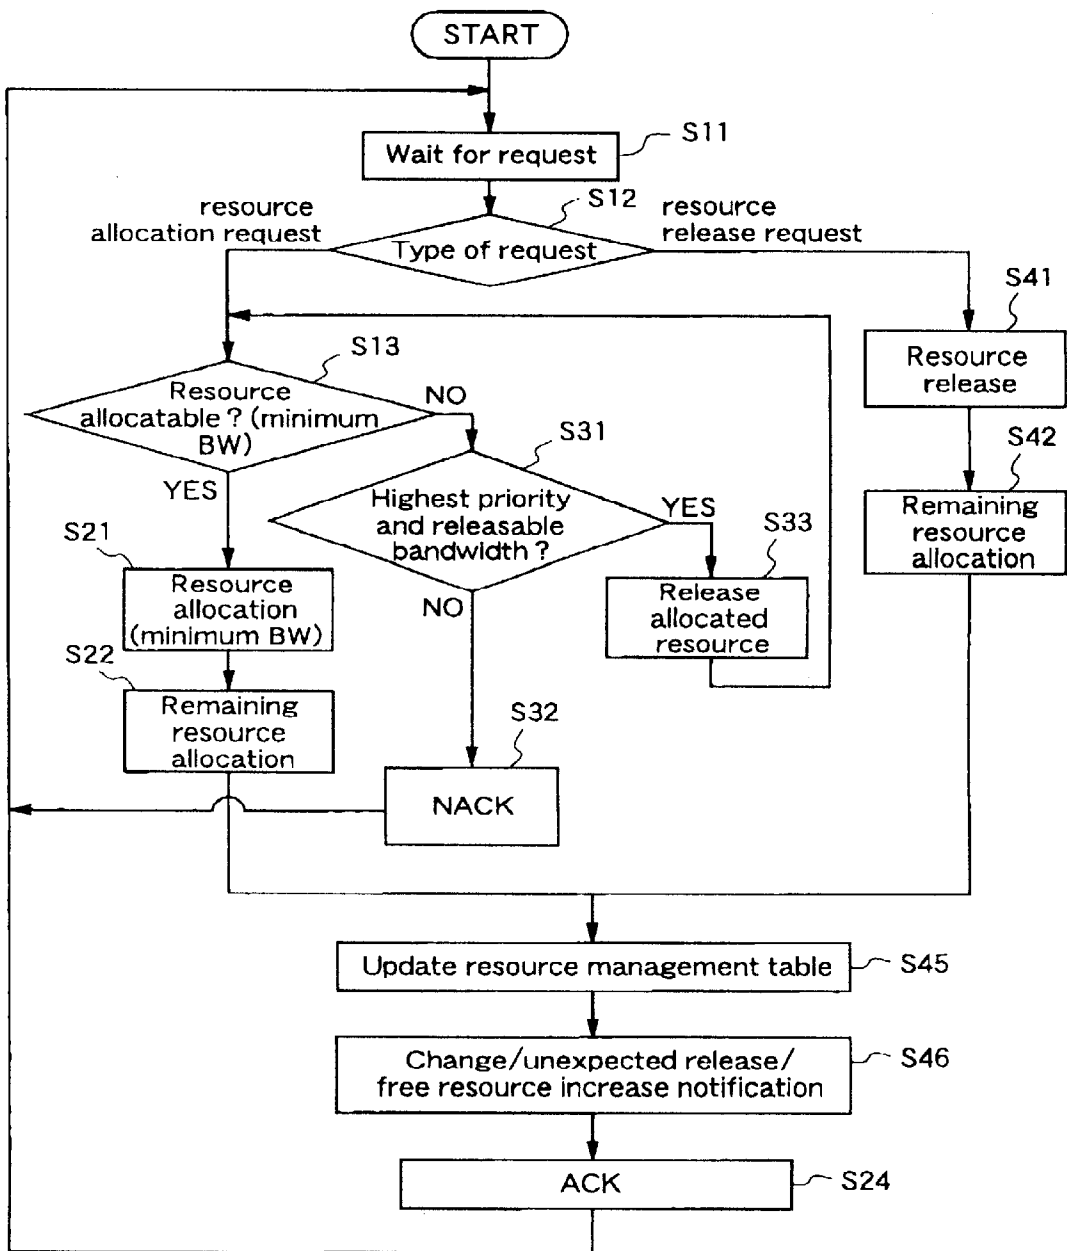 START
S11
Wait for request
S12
resource
allocation request
Type of request
resource
release request
S41
Resource
release
S13
Resource
allocatable ? (minimum
BW)
NO
YES
S31
Highest priority
and releasable
bandwidth ?
YES
NO
S42
Remaining
resource
allocation
S33
Release
allocated
resource
S21
Resource
allocation
(minimum BW)
S22
Remaining
resource
allocation
S32
NACK
Update resource management table
S45
Change/unexpected release/
free resource increase notification
S46
ACK
S24